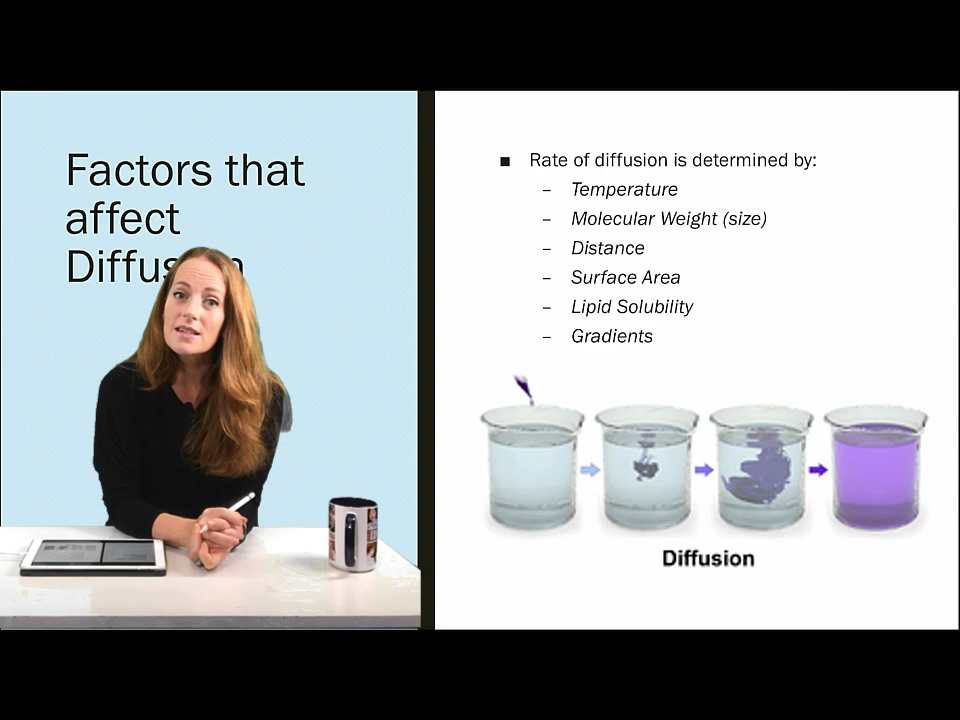 Factors that
affect
Diffusion
■ Rate of diffusion is determined by:
– Temperature
– Molecular Weight (size)
– Distance
– Surface Area
– Lipid Solubility
– Gradients
Diffusion